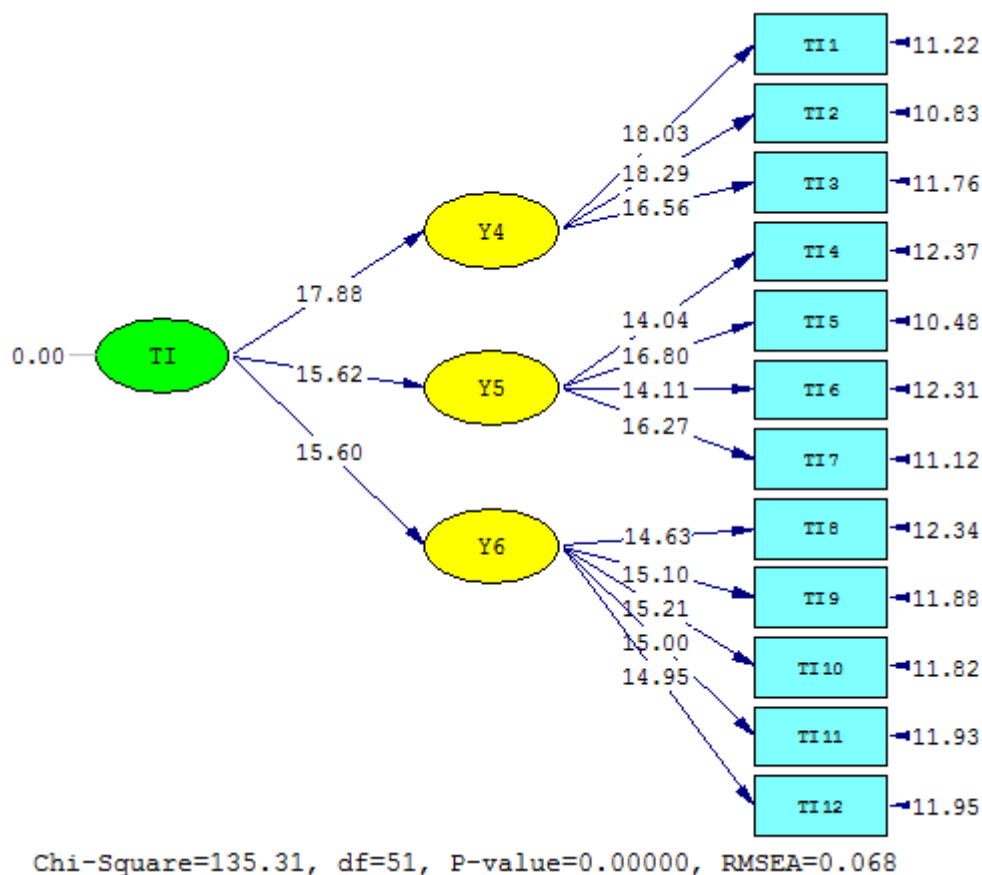 TI1 11.22
TI2 10.83
18.03
18.29
TI3 11.76
16.56
Y4
TI4 12.37
17.88
14.04
TI5 10.48
0.00 TI
16.80
15.62 Y5
14.11 TI6 12.31
16.27
15.60
TI7 11.12
14.63 TI8 12.34
Y6
15.10
TI9 11.88
15.21
15.00
TI10 11.82
14.95
TI11 11.93
TI12 11.95
Chi-Square=135.31, df=51, P-value=0.00000, RMSEA=0.068